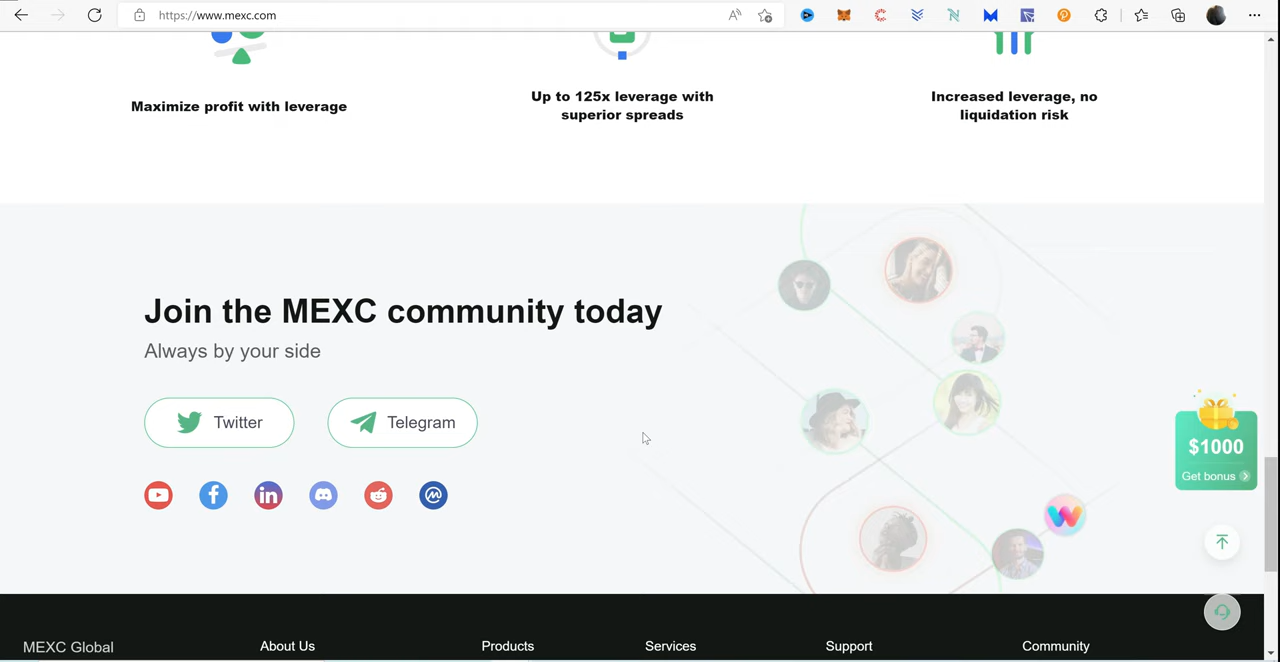 https://www.mexc.com
Maximize profit with leverage
Up to 125x leverage with
superior spreads
Increased leverage, no
liquidation risk
Join the MEXC community today
Always by your side
Twitter
Telegram
$1000
Get bonus
MEXC Global
About Us
Products
Services
Support
Community